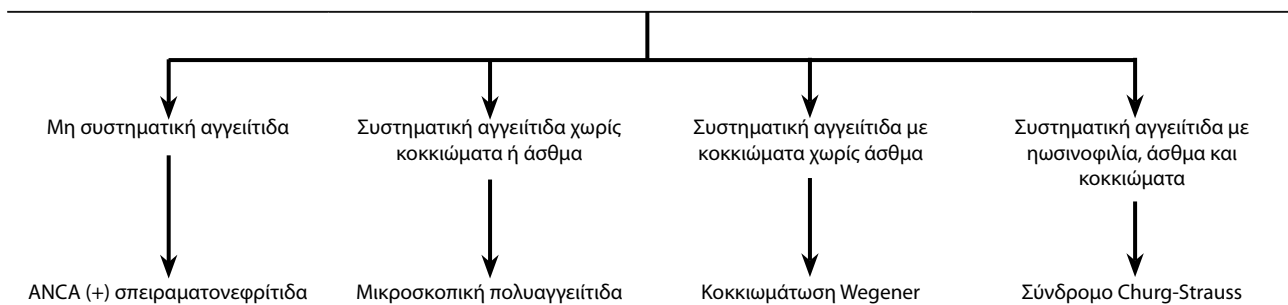 Μη συστηματική αγγειίτιδα
Συστηματική αγγειίτιδα χωρίς
κοκκιώματα ή άσθμα
Συστηματική αγγειίτιδα με
κοκκιώματα χωρίς άσθμα
Συστηματική αγγειίτιδα με
ηωσινοφιλία, άσθμα και
κοκκιώματα
ANCA (+) σπειραματονεφρίτιδα
Μικροσκοπική πολυαγγειίτιδα
Κοκκιωμάτωση Wegener
Σύνδρομο Churg-Strauss